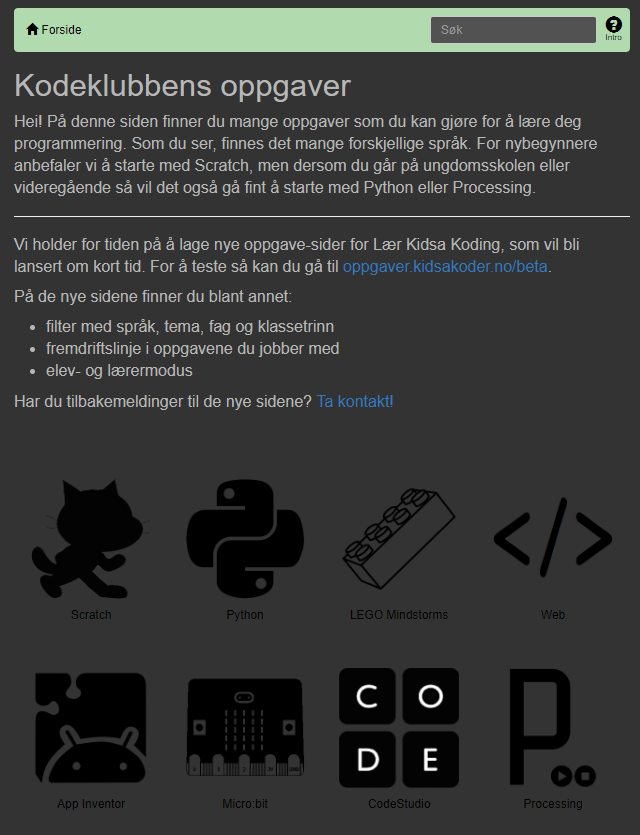 Forside
Søk
Intro
Kodeklubbens oppgaver
Hei! På denne siden finner du mange oppgaver som du kan gjøre for å lære deg
programmering. Som du ser, finnes det mange forskjellige språk. For nybegynnere
anbefaler vi å starte med Scratch, men dersom du går på ungdomsskolen eller
videregående så vil det også gå fint å starte med Python eller Processing.
Vi holder for tiden på å lage nye oppgave-sider for Lær Kidsa Koding, som vil bli
lansert om kort tid. For å teste så kan du gå til oppgaver.kidsakoder.no/beta.
På de nye sidene finner du blant annet:
filter med språk, tema, fag og klassetrinn
fremdriftslinje i oppgavene du jobber med
elev- og lærermodus
Har du tilbakemeldinger til de nye sidene? Ta kontakt!
Scratch
Python
LEGO Mindstorms
Web
App Inventor
Micro:bit
C O
D E
CodeStudio
Processing